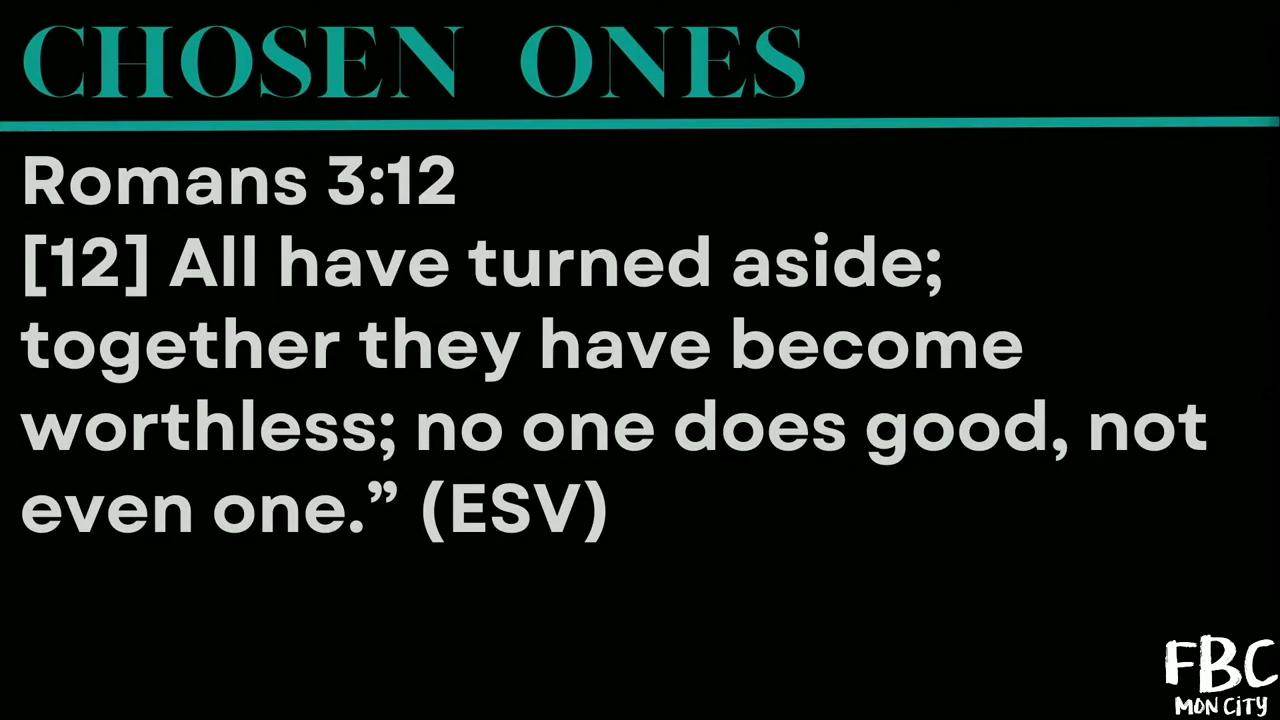 CHOSEN ONES
Romans 3:12
[12] All have turned aside;
together they have become
worthless; no one does good, not
even one.” (ESV)
FBC
MON CiTY